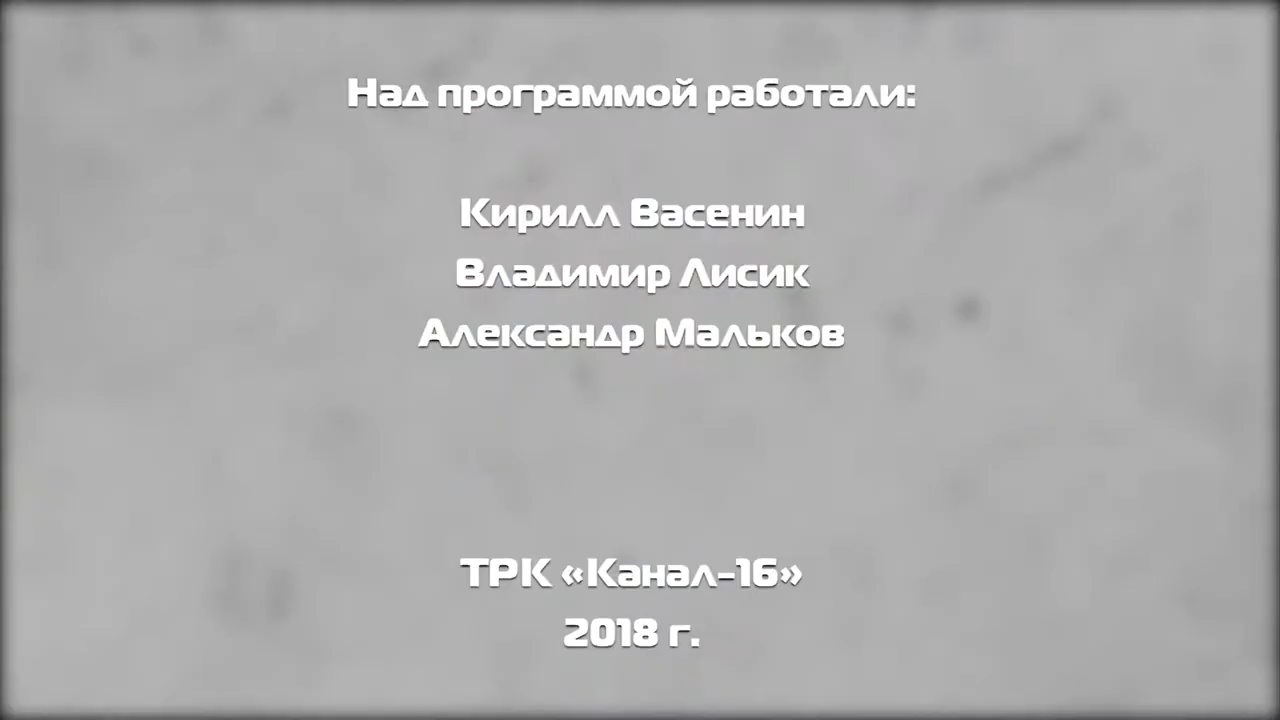 Над программой работали:
Кирилл Васенин
Владимир Лисик
Александр Мальков
ТРК «Канал-16»
2018 г.